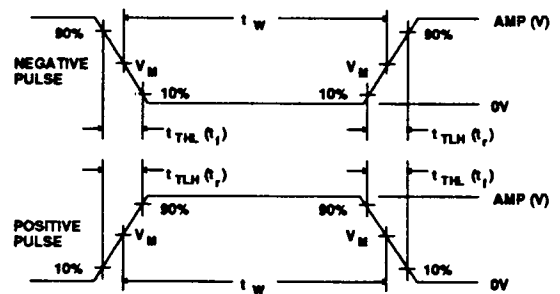 90%
t W
90%
AMP (V)
NEGATIVE
PULSE
V M
V M
10%
10%
0V
t THL (t f)
t TLH (t r)
t TLH (t r)
t THL (t f)
AMP (V)
POSITIVE
PULSE
90%
90%
V M
V M
10%
10%
t W
0V